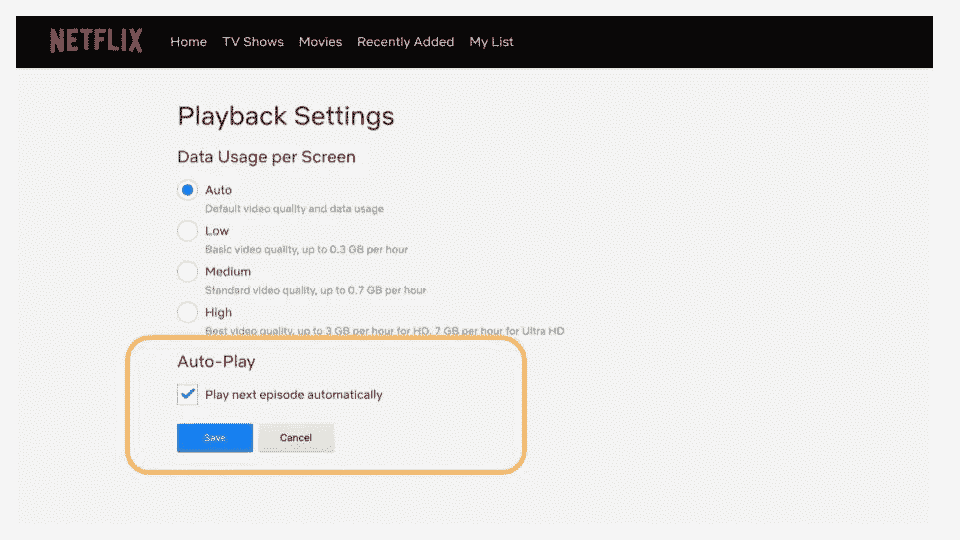 NETFLIX Home TV Shows Movies Recently Added My List
Playback Settings
Data Usage per Screen
Auto
Default video quality and data usage
Low
Basic video quality, up to 0.3 GB per hour
Medium
Standard video quality, up to 0.7 GB per hour
High
Best video quality, up to 3 GB per hour for HD, 7 GB per hour for Ultra HD
Auto-Play
Play next episode automatically
Save Cancel